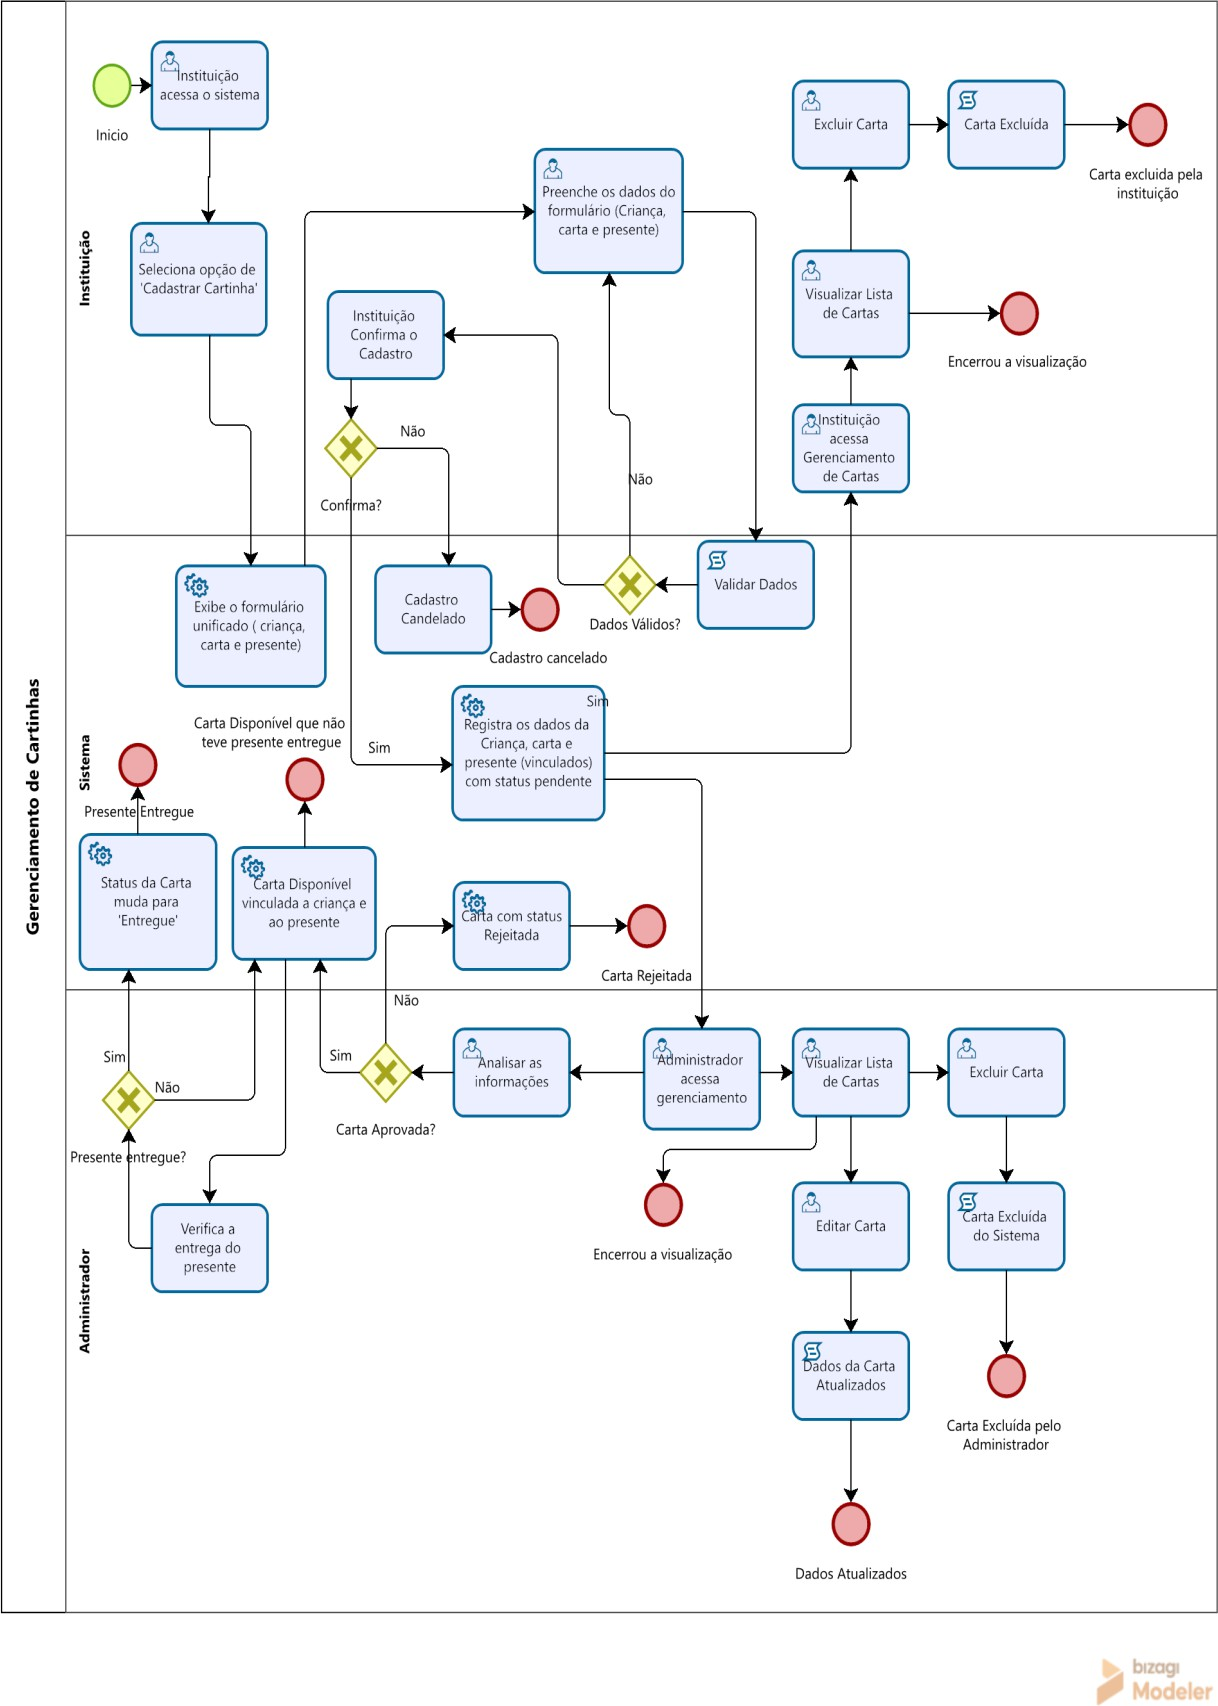 Gerenciamento de Cartinhas
Instituição
Inicio
Instituição
acessa o sistema
Seleciona opção de
'Cadastrar Cartinha'
Preenche os dados do
formulário (Criança,
carta e presente)
Instituição
Confirma o
Cadastro
Não
Confirma?
Não
Excluir Carta
Carta Excluída
Carta excluida pela
instituição
Visualizar Lista
de Cartas
Encerrou a visualização
Instituição
acessa
Gerenciamento
de Cartas
Sistema
Exibe o formulário
unificado ( criança,
carta e presente)
Cadastro
Candelado
Cadastro cancelado
Dados Válidos?
Validar Dados
Sim
Sim
Registra os dados da
Criança, carta e
presente (vinculados)
com status pendente
Carta Disponível que não
teve presente entregue
Presente Entregue
Status da Carta
muda para
'Entregue'
Carta Disponível
vinculada a criança e
ao presente
Carta com status
Rejeitada
Carta Rejeitada
Administrador
Não
Sim
Sim
Não
Presente entregue?
Carta Aprovada?
Analisar as
informações
Administrador
acessa
gerenciamento
Visualizar Lista
de Cartas
Excluir Carta
Verifica a
entrega do
presente
Encerrou a visualização
Editar Carta
Carta Excluída
do Sistema
Dados da Carta
Atualizados
Carta Excluída pelo
Administrador
Dados Atualizados
bizagi
Modeler